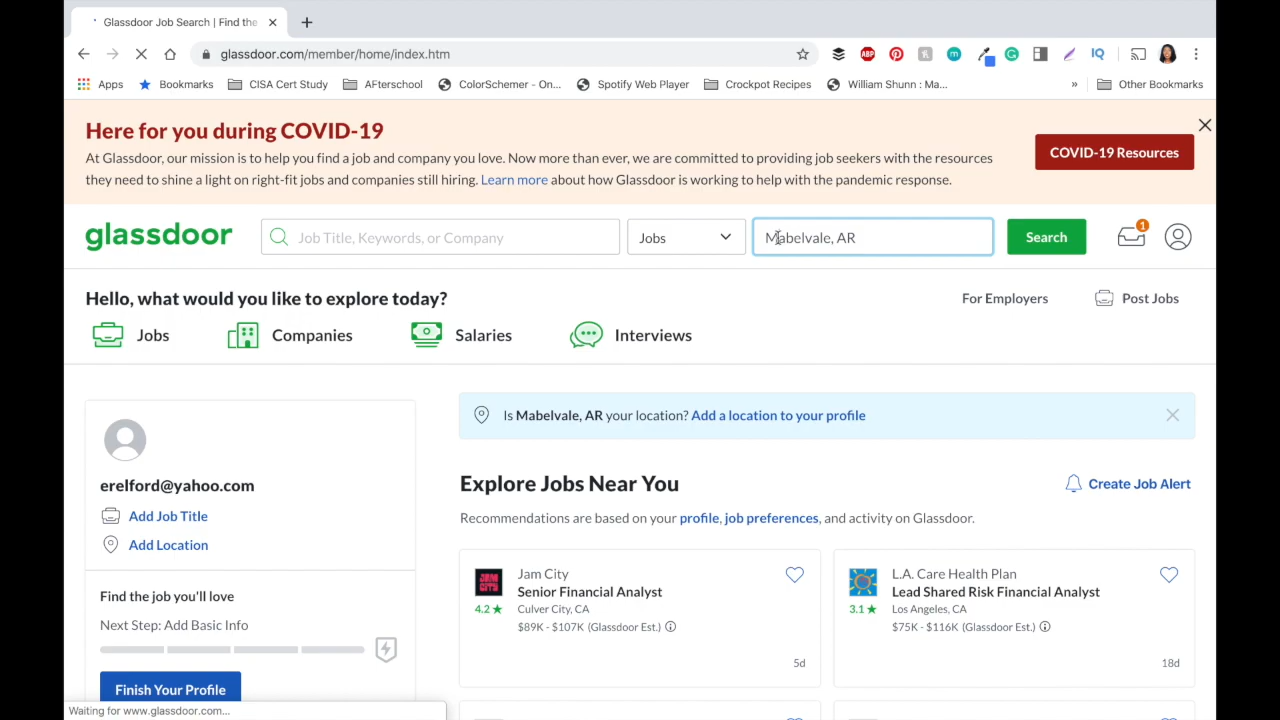 Glassdoor Job Search | Find the
glassdoor.com/member/home/index.htm
Apps
Bookmarks
CISA Cert Study
AFterschool
ColorSchemer - On...
Spotify Web Player
Crockpot Recipes
William Shunn : Ma...
»
Other Bookmarks
Here for you during COVID-19
At Glassdoor, our mission is to help you find a job and company you love. Now more than ever, we are committed to providing job seekers with the resources
they need to shine a light on right-fit jobs and companies still hiring. Learn more about how Glassdoor is working to help with the pandemic response.
COVID-19 Resources
glassdoor
Job Title, Keywords, or Company
Jobs
Mabelvale, AR
Search
1
Hello, what would you like to explore today?
For Employers
Post Jobs
Jobs
Companies
Salaries
Interviews
Is Mabelvale, AR your location? Add a location to your profile
erelford@yahoo.com
Add Job Title
Add Location
Find the job you'll love
Next Step: Add Basic Info
Finish Your Profile
Explore Jobs Near You
Create Job Alert
Recommendations are based on your profile, job preferences, and activity on Glassdoor.
JAM CITY
4.2 ★
Jam City
Senior Financial Analyst
Culver City, CA
$89K - $107K (Glassdoor Est.)
5d
3.1 ★
L.A. Care Health Plan
Lead Shared Risk Financial Analyst
Los Angeles, CA
$75K - $116K (Glassdoor Est.)
18d
Waiting for www.glassdoor.com...
ABP
IQ